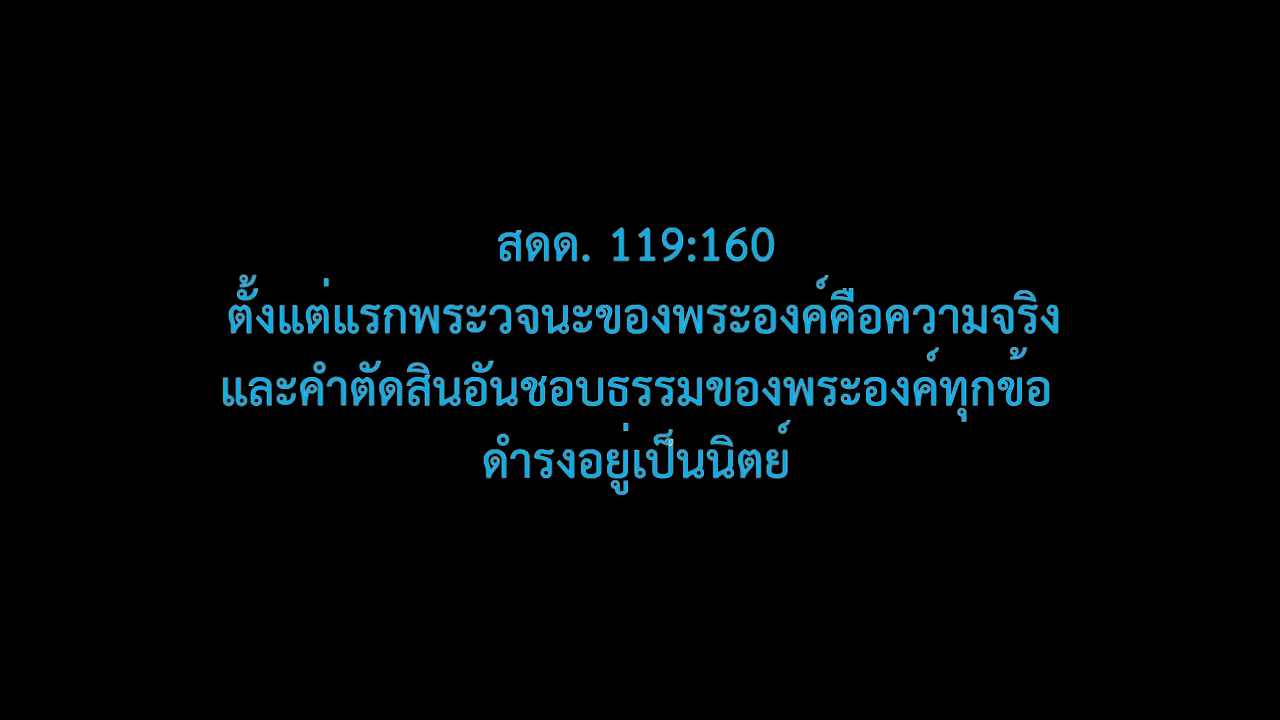 สดด. 119:160
ตั้งแต่แรกพระวจนะของพระองค์คือความจริง
และคำตัดสินอันชอบธรรมของพระองค์ทุกข้อ
ดำรงอยู่เป็นนิตย์